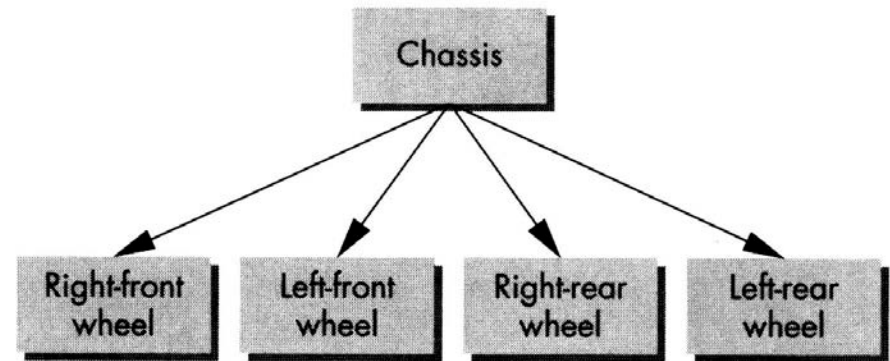 Chassis
Right-front
wheel
Left-front
wheel
Right-rear
wheel
Left-rear
wheel